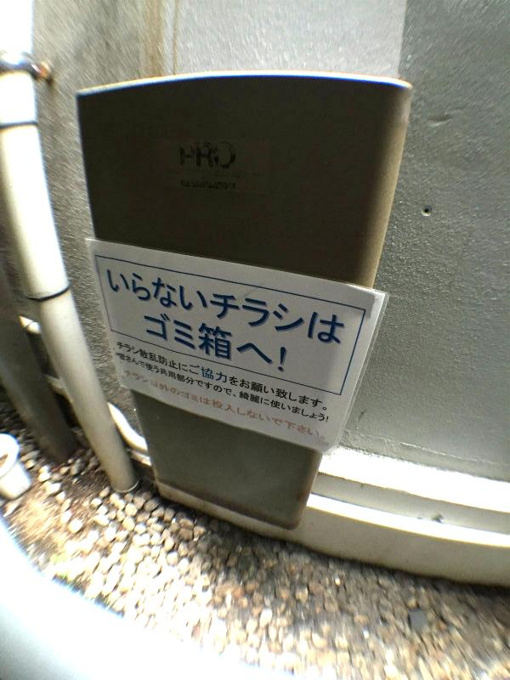 PRO
いらないチラシは
ゴミ箱へ!
チラシ散乱防止にご協力をお願い致します。
皆さんで使う共用部分ですので、綺麗に使いましょう!
チラシ以外のゴミは投入しないで下さい。